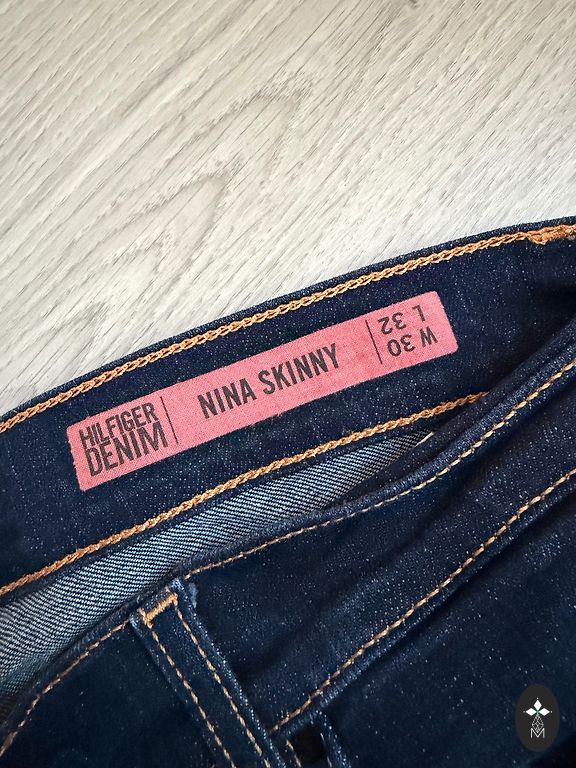 HILFIGER
DENIM
NINA SKINNY
W 30
L 32